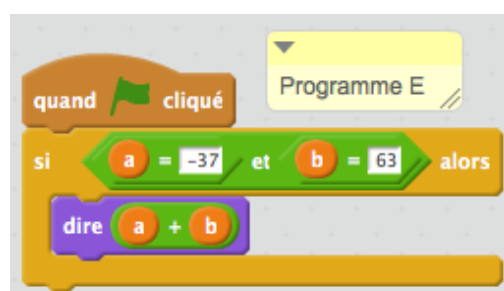 Programme E
quand cliqué
si a = -37 et b = 63 alors
dire a + b